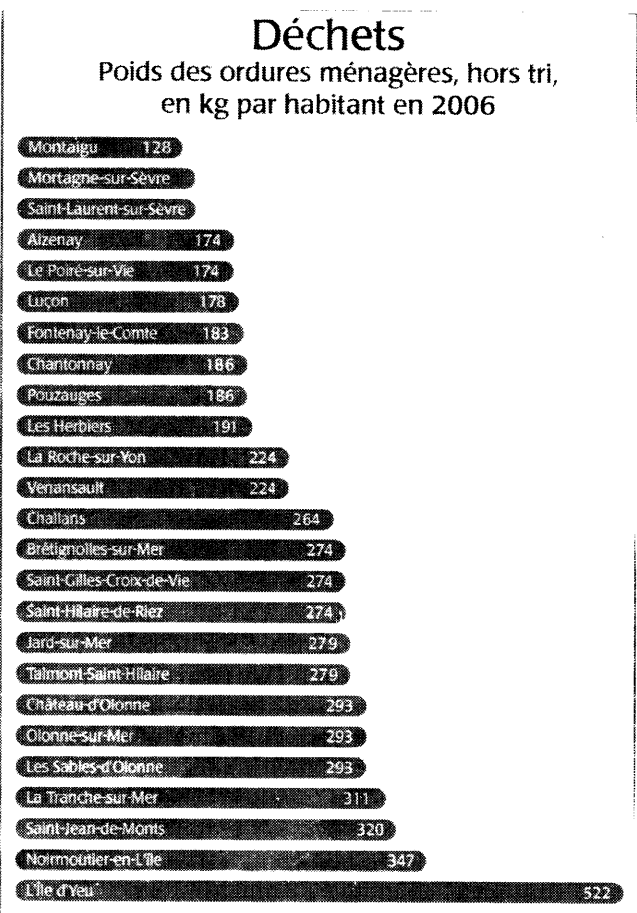 Déchets
Poids des ordures ménagères, hors tri,
en kg par habitant en 2006
Montaigu 128
Mortagne-sur-Sèvre
Saint-Laurent-sur-Sèvre
Aizenay 174
Le Poiré-sur-Vie 174
Luçon 178
Fontenay-le-Comte 183
Chantonnay 186
Pouzauges 186
Les Herbiers 191
La Roche-sur-Yon 224
Venansault 224
Challans 264
Brétignolles-sur-Mer 274
Saint-Gilles-Croix-de-Vie 274
Saint-Hilaire-de-Riez 274
Jard-sur-Mer 279
Talmont-Saint-Hilaire 279
Château-d'Olonne 293
Olonne-sur-Mer 293
Les Sables-d'Olonne 293
La Tranche-sur-Mer 311
Saint-Jean-de-Monts 320
Noirmoutier-en-L'Île 347
L'Île d'Yeu 522